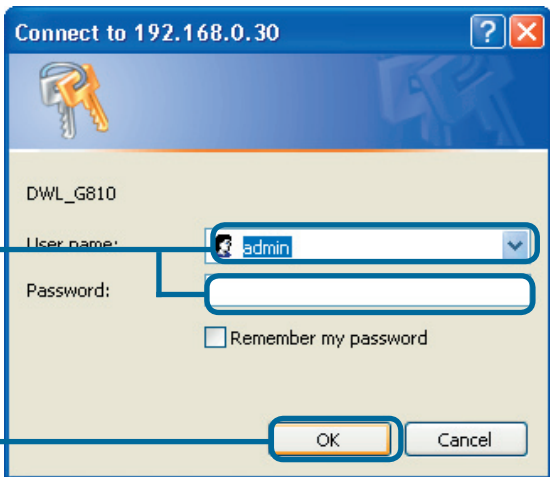 Connect to 192.168.0.30
DWL_G810
User name:
admin
Password:
Remember my password
OK
Cancel